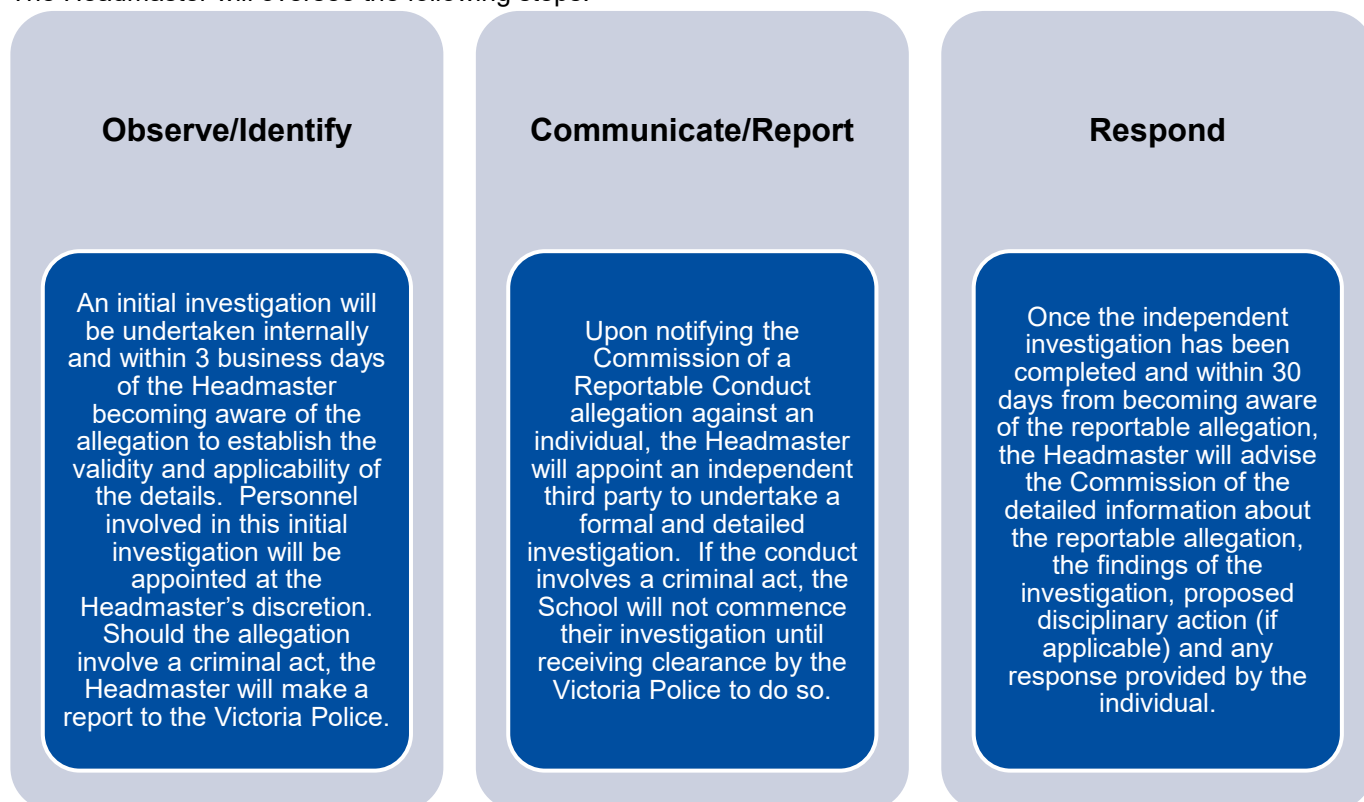 The Headmaster will oversee the following steps:
Observe/Identify
An initial investigation will
be undertaken internally
and within 3 business days
of the Headmaster
becoming aware of the
allegation to establish the
validity and applicability of
the details.  Personnel
involved in this initial
investigation will be
appointed at the
Headmaster’s discretion.
Should the allegation
involve a criminal act, the
Headmaster will make a
report to the Victoria Police.
Communicate/Report
Upon notifying the
Commission of a
Reportable Conduct
allegation against an
individual, the Headmaster
will appoint an independent
third party to undertake a
formal and detailed
investigation.  If the conduct
involves a criminal act, the
School will not commence
their investigation until
receiving clearance by the
Victoria Police to do so.
Respond
Once the independent
investigation has been
completed and within 30
days from becoming aware
of the reportable allegation,
the Headmaster will advise
the Commission of the
detailed information about
the reportable allegation,
the findings of the
investigation, proposed
disciplinary action (if
applicable) and any
response provided by the
individual.